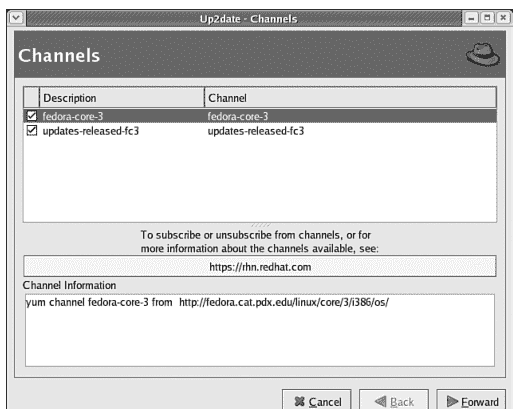 Up2date - Channels
Channels
Description Channel
fedora-core-3 fedora-core-3
updates-released-fc3 updates-released-fc3
To subscribe or unsubscribe from channels, or for
more information about the channels available, see:
https://rhn.redhat.com
Channel Information
yum channel fedora-core-3 from http://fedora.cat.pdx.edu/linux/core/3/i386/os/
Cancel Back Forward